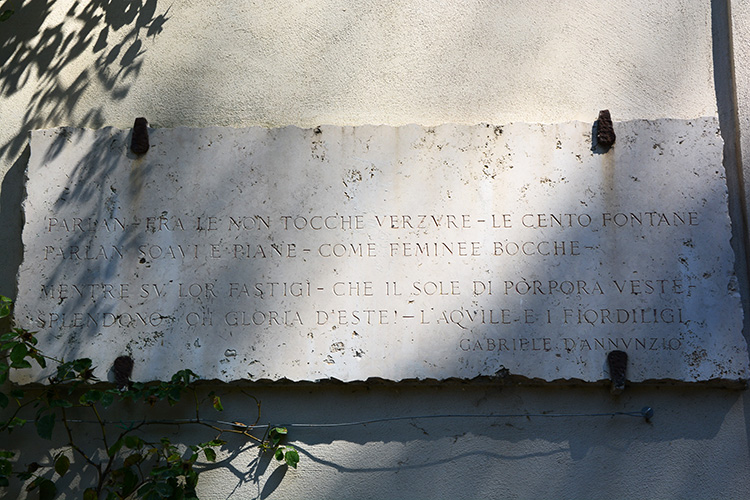 PARLAN – FRA LE NON TOCCHE VERZVRE – LE CENTO FONTANE
PARLAN SOAVI E PIANE – COME FEMINEE BOCCHE –
MENTRE SV LOR FASTIGI – CHE IL SOLE DI PORPORA VESTE –
SPLENDONO – OH GLORIA D'ESTE! – L'AQVILE E I FIORDILIGI
GABRIELE D'ANNVNZIO